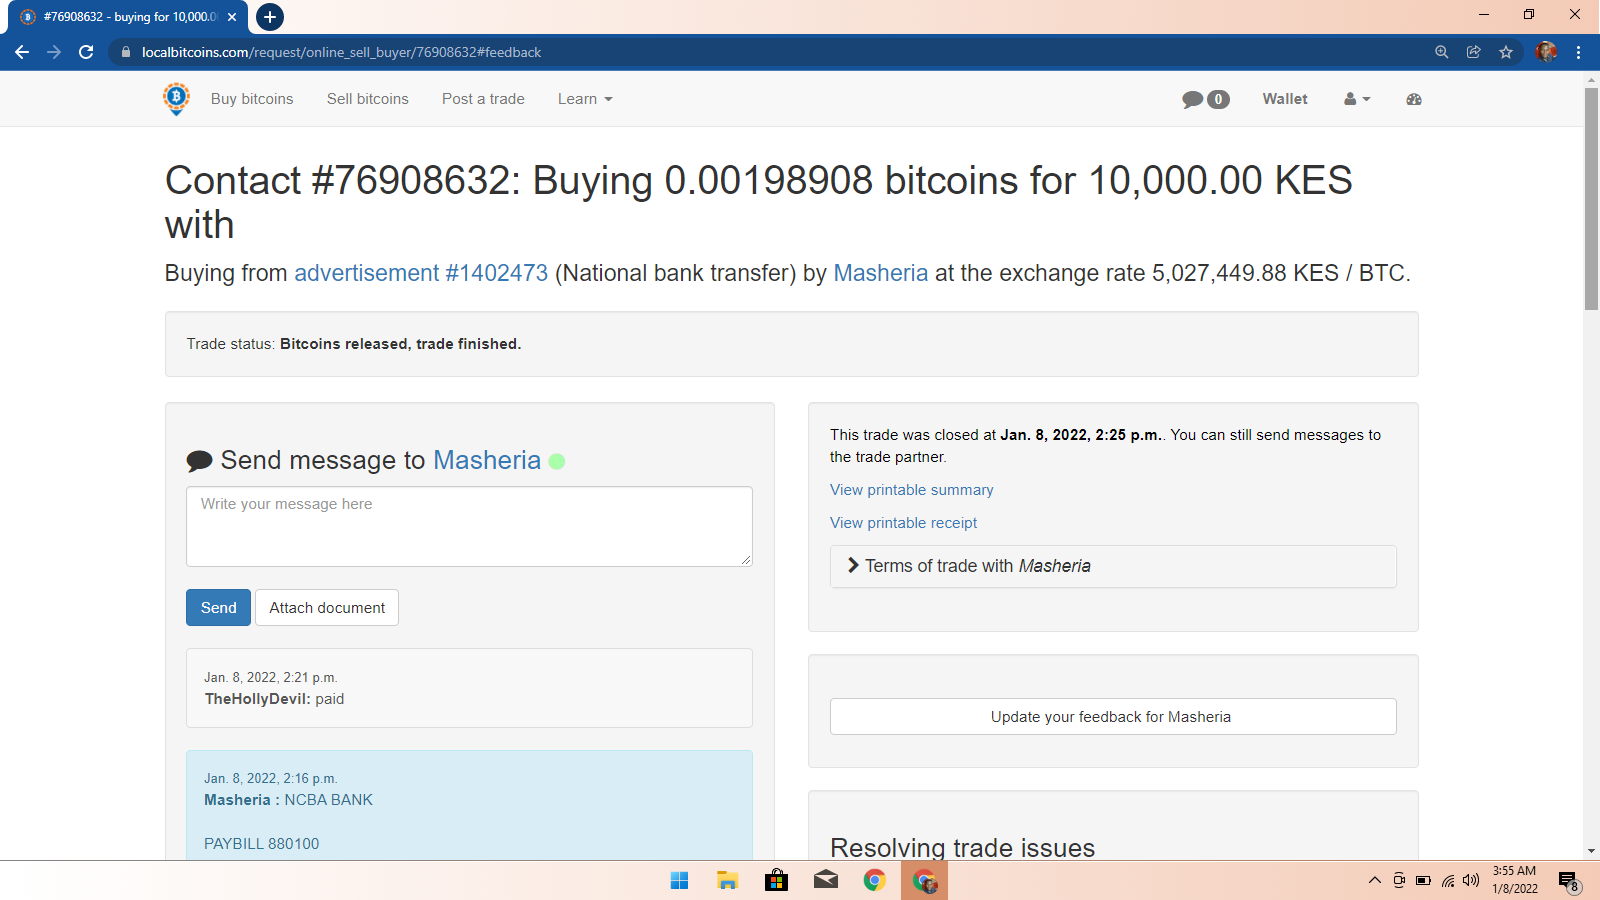 #76908632 - buying for 10,000.0
localbitcoins.com/request/online_sell_buyer/76908632#feedback
Buy bitcoins Sell bitcoins Post a trade Learn 0 Wallet
Contact #76908632: Buying 0.00198908 bitcoins for 10,000.00 KES
with
Buying from advertisement #1402473 (National bank transfer) by Masheria at the exchange rate 5,027,449.88 KES / BTC.
Trade status: Bitcoins released, trade finished.
Send message to Masheria
Write your message here
Send Attach document
Jan. 8, 2022, 2:21 p.m.
TheHollyDevil: paid
Jan. 8, 2022, 2:16 p.m.
Masheria : NCBA BANK
PAYBILL 880100
This trade was closed at Jan. 8, 2022, 2:25 p.m.. You can still send messages to
the trade partner.
View printable summary
View printable receipt
Terms of trade with Masheria
Update your feedback for Masheria
Resolving trade issues
3:55 AM
1/8/2022
8